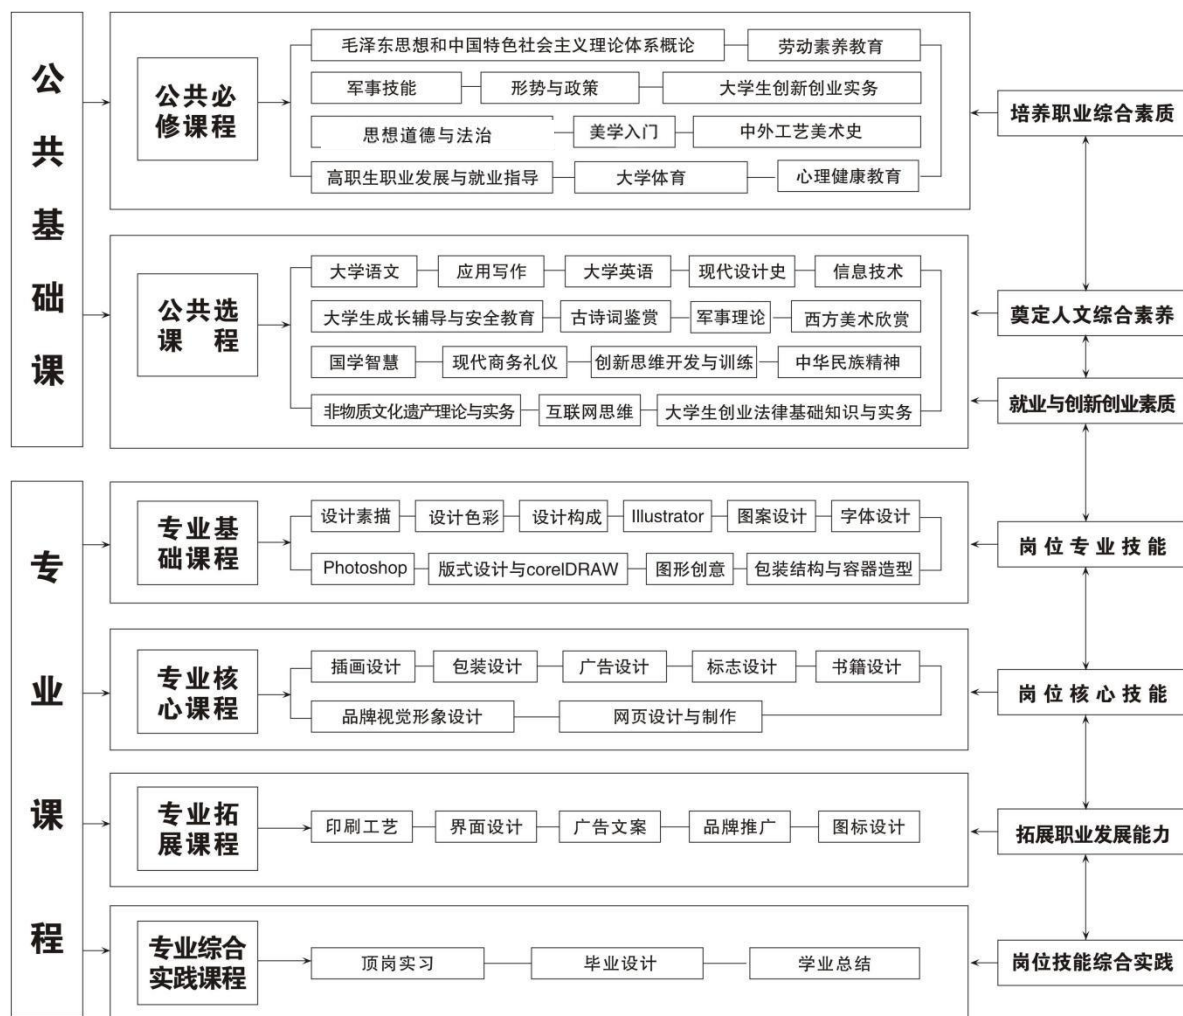 公共基础课
公共必
修课程
毛泽东思想和中国特色社会主义理论体系概论
劳动素养教育
军事技能
形势与政策
大学生创新创业实务
思想道德与法治
美学入门
中外工艺美术史
高职生职业发展与就业指导
大学体育
心理健康教育
培养职业综合素质
公共选
课程
大学语文
应用写作
大学英语
现代设计史
信息技术
大学生成长辅导与安全教育
古诗词鉴赏
军事理论
西方美术欣赏
国学智慧
现代商务礼仪
创新思维开发与训练
中华民族精神
非物质文化遗产理论与实务
互联网思维
大学生创业法律基础知识与实务
奠定人文综合素养
就业与创新创业素质
专业课程
专业基
础课程
设计素描
设计色彩
设计构成
Illustrator
图案设计
字体设计
Photoshop
版式设计与corelDRAW
图形创意
包装结构与容器造型
岗位专业技能
专业核
心课程
插画设计
包装设计
广告设计
标志设计
书籍设计
品牌视觉形象设计
网页设计与制作
岗位核心技能
专业拓
展课程
印刷工艺
界面设计
广告文案
品牌推广
图标设计
拓展职业发展能力
专业综合
实践课程
顶岗实习
毕业设计
学业总结
岗位技能综合实践